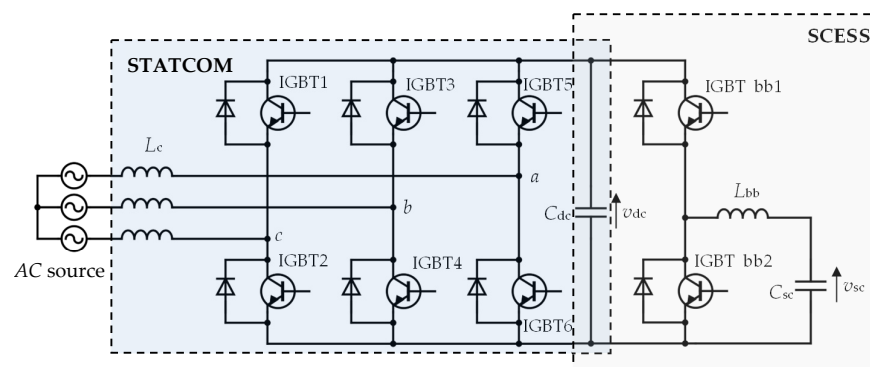 SCESS
STATCOM
IGBT1
IGBT3
IGBT5
IGBT bb1
Lc
a
Lbb
b
Cdc
vdc
c
AC source
IGBT2
IGBT4
IGBT bb2
Csc
vsc
IGBT6